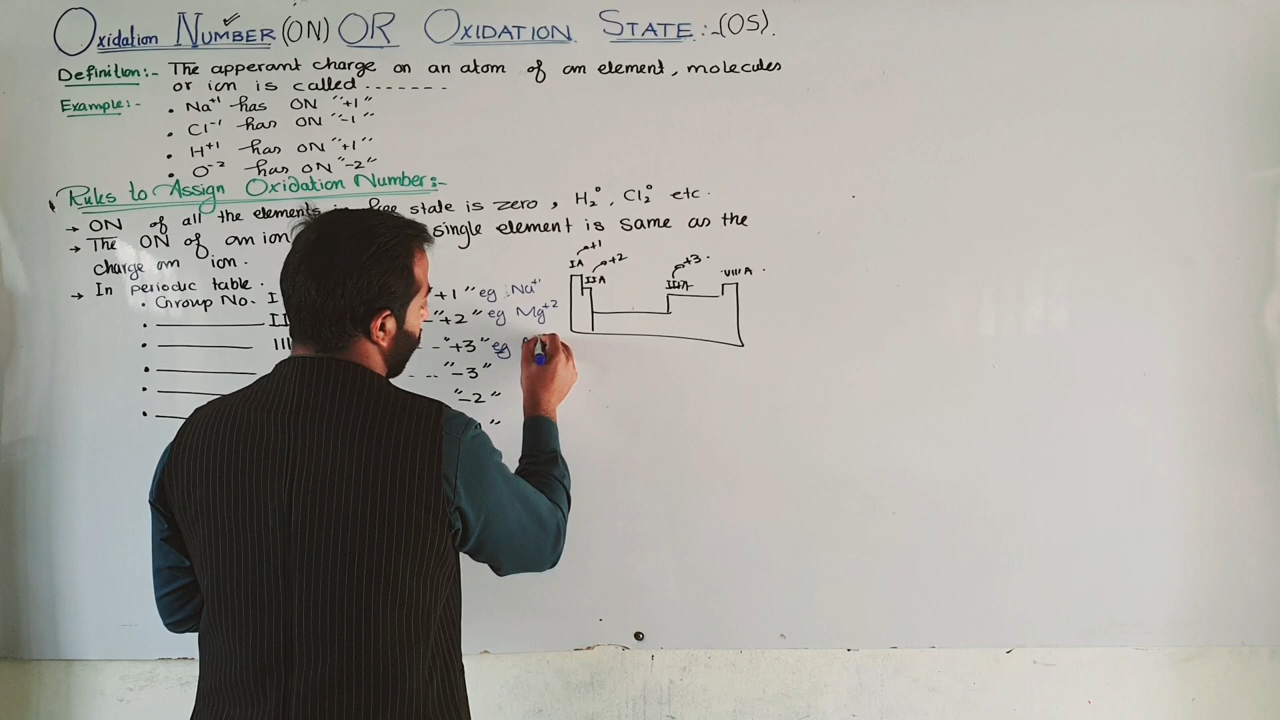 Oxidation NUMBER (ON) OR OXIDATION STATE:-(OS).
Definition:- The apperant charge on an atom of an element, molecules
or ion is called.......
Example:- • Na+¹ has ON "+1"
• Cl⁻¹ has ON "-1"
• H+¹ has ON "+1"
• O⁻² has ON "-2"
Rules to Assign Oxidation Number:-
→ ON of all the elements in free state is zero, H₂°, Cl₂° etc.
→ The ON of an ion single element is same as the
charge on ion.
→ In periodic table.
• Group No. I "+1" eg :Na+¹
• II "+2" eg Mg+²
• III "+3" eg
• "-3"
• "-2"
•
IA +1
IIA +2
IIIA +3.
VIIIA.